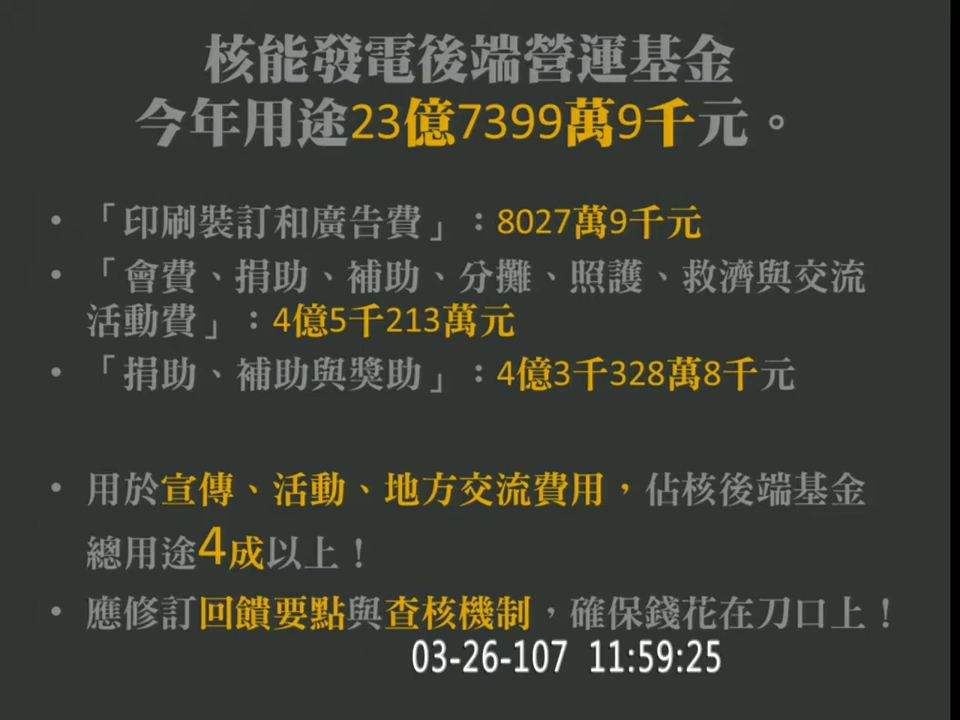 核能發電後端營運基金
今年用途23億7399萬9千元。
• 「印刷裝訂和廣告費」：8027萬9千元
• 「會費、捐助、補助、分攤、照護、救濟與交流
活動費」：4億5千213萬元
• 「捐助、補助與獎助」：4億3千328萬8千元
• 用於宣傳、活動、地方交流費用，佔核後端基金
總用途4成以上！
• 應修訂回饋要點與查核機制，確保錢花在刀口上！
03-26-107 11:59:25